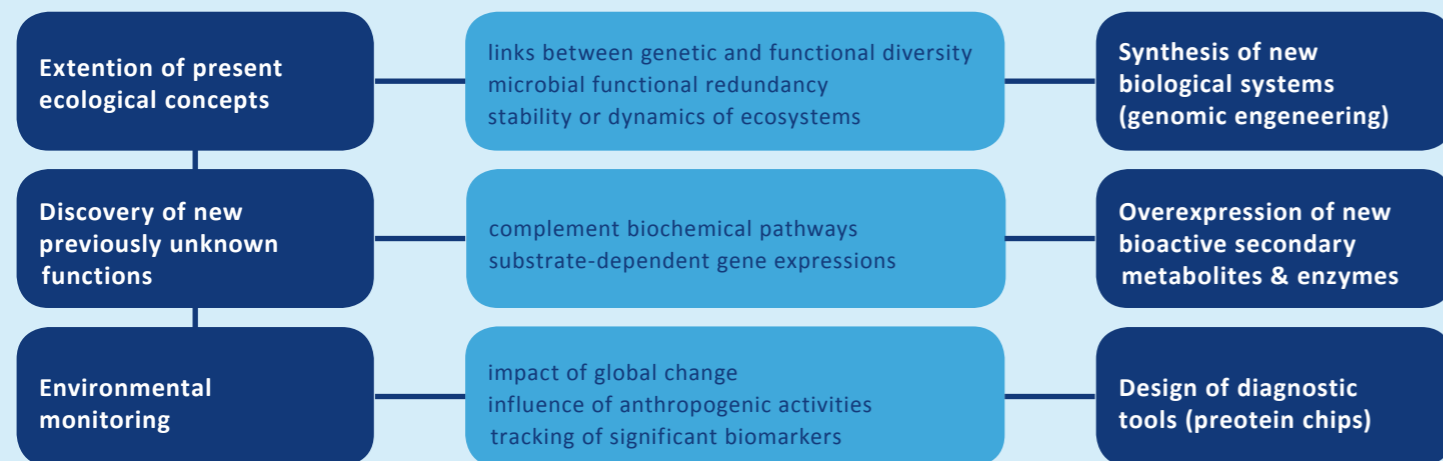 Extention of present
ecological concepts
links between genetic and functional diversity
microbial functional redundancy
stability or dynamics of ecosystems
Synthesis of new
biological systems
(genomic engeneering)
Discovery of new
previously unknown
functions
complement biochemical pathways
substrate-dependent gene expressions
Overexpression of new
bioactive secondary
metabolites & enzymes
Environmental
monitoring
impact of global change
influence of anthropogenic activities
tracking of significant biomarkers
Design of diagnostic
tools (preotein chips)